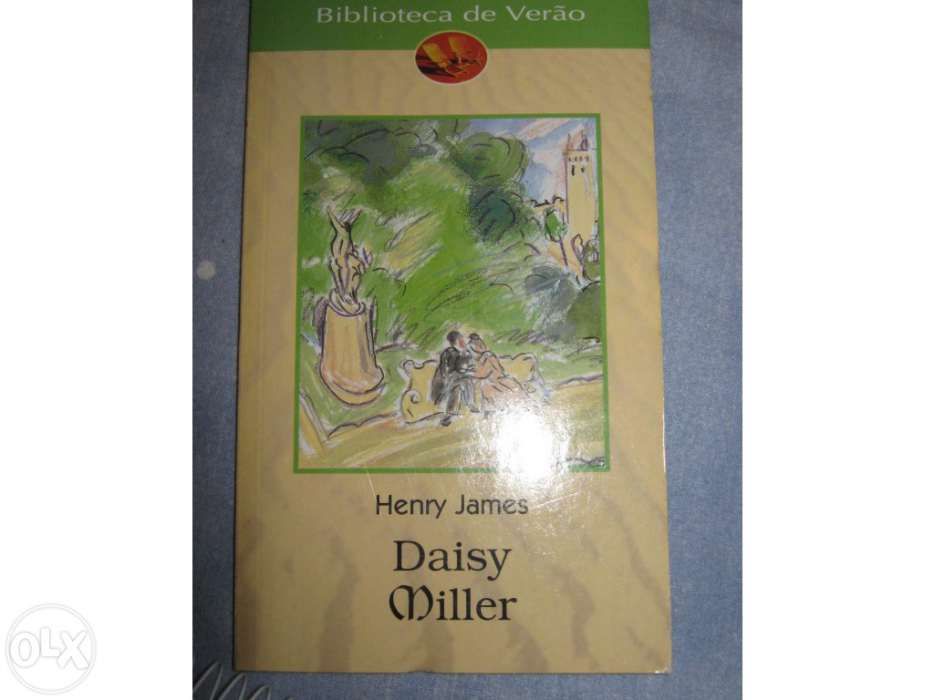 Biblioteca de Verão
Henry James
Daisy
Miller
OLX